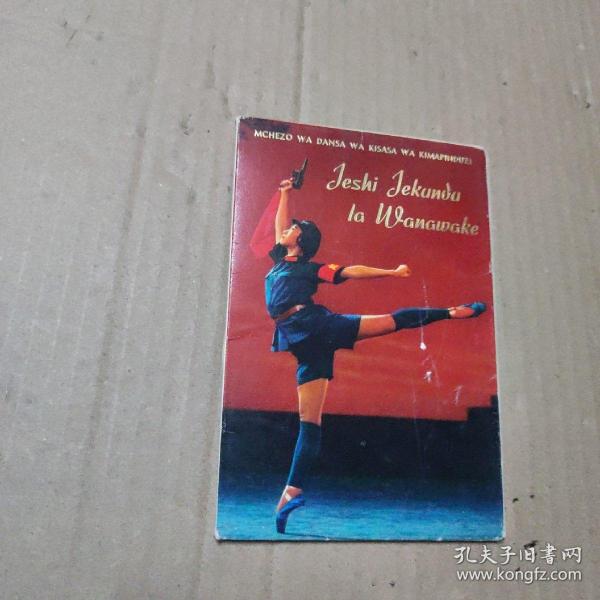 MCHEZO WA DANSA WA KISASA WA KIMAPINDUZI
Jeshi Jekundu
la Wanawake
孔夫子旧书网
www.kongfz.com